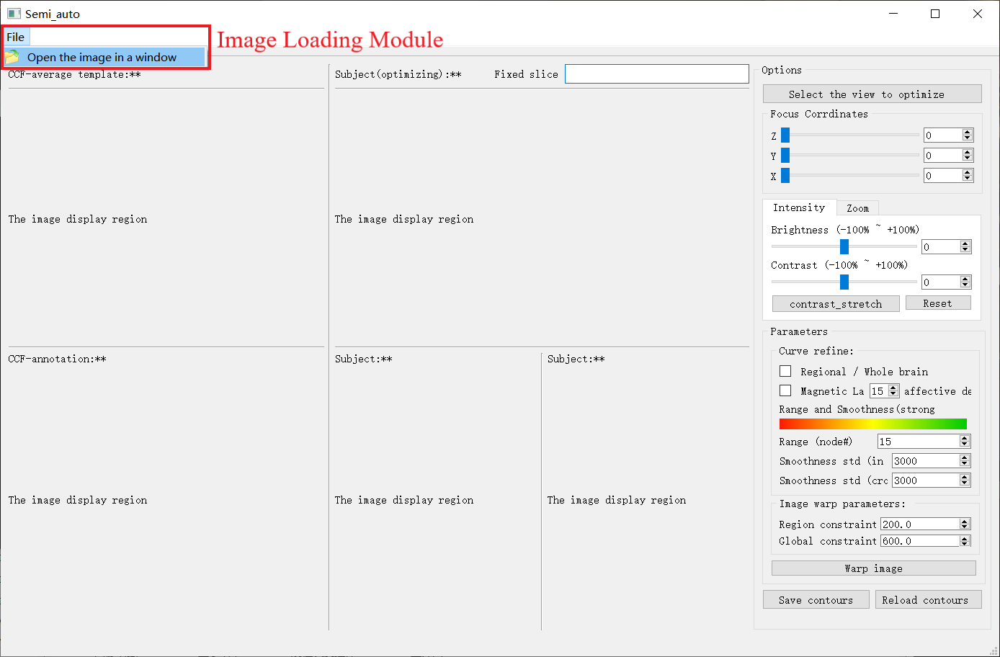 Semi_auto
File
Image Loading Module
Open the image in a window
CCF-average template:**
Subject(optimizing):**
Fixed slice
Options
Select the view to optimize
Focus Corrdinates
Z
0
Y
0
X
0
The image display region
The image display region
Intensity
Zoom
Brightness (-100% ~ +100%)
0
Contrast (-100% ~ +100%)
0
contrast_stretch
Reset
Parameters
CCF-annotation:**
Subject:**
Subject:**
Curve refine:
Regional / Whole brain
Magnetic La
15
affective de
Range and Smoothness(strong
Range (node#)
15
Smoothness std (in
3000
Smoothness std (crc
3000
The image display region
The image display region
The image display region
Image warp parameters:
Region constraint
200.0
Global constraint
600.0
Warp image
Save contours
Reload contours